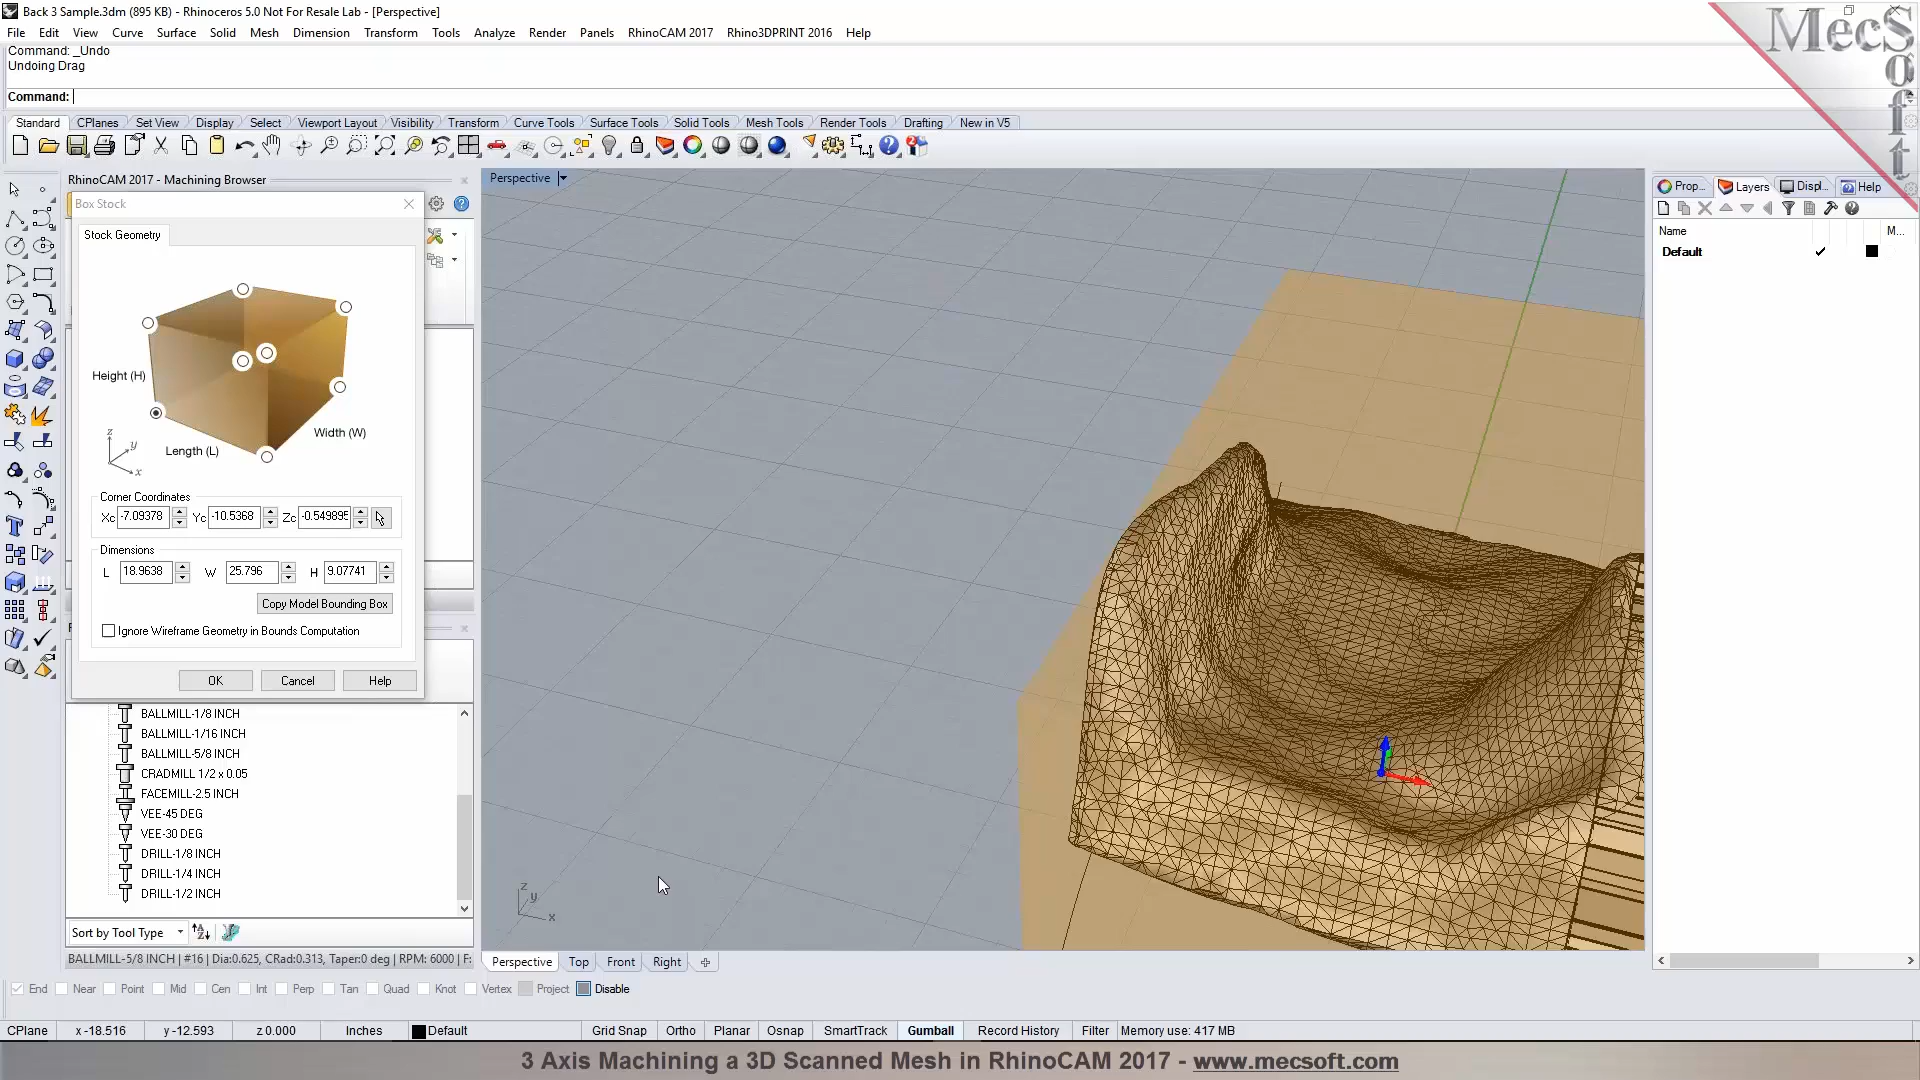 Back 3 Sample.3dm (895 KB) - Rhinoceros 5.0 Not For Resale Lab - [Perspective]
File Edit View Curve Surface Solid Mesh Dimension Transform Tools Analyze Render Panels RhinoCAM 2017 Rhino3DPRINT 2016 Help
MecSoft
Command: _Undo
Undoing Drag
Command:
Standard CPlanes Set View Display Select Viewport Layout Visibility Transform Curve Tools Surface Tools Solid Tools Mesh Tools Render Tools Drafting New in V5
RhinoCAM 2017 - Machining Browser
Perspective
Prop... Layers Displ... Help
Box Stock
Stock Geometry
Name M...
Default
Height (H)
Width (W)
Length (L)
z y x
Corner Coordinates
Xc -7.09378 Yc -10.5368 Zc -0.549895
Dimensions
L 18.9638 W 25.796 H 9.07741
Copy Model Bounding Box
Ignore Wireframe Geometry in Bounds Computation
OK Cancel Help
BALLMILL-1/8 INCH
BALLMILL-1/16 INCH
BALLMILL-5/8 INCH
CRADMILL 1/2 x 0.05
FACEMILL-2.5 INCH
VEE-45 DEG
VEE-30 DEG
DRILL-1/8 INCH
DRILL-1/4 INCH
DRILL-1/2 INCH
z y x
Sort by Tool Type
BALLMILL-5/8 INCH | #16 | Dia:0.625, CRad:0.313, Taper:0 deg | RPM: 6000 | F:
Perspective Top Front Right
End Near Point Mid Cen Int Perp Tan Quad Knot Vertex Project Disable
CPlane x -18.516 y -12.593 z 0.000 Inches Default Grid Snap Ortho Planar Osnap SmartTrack Gumball Record History Filter Memory use: 417 MB
3 Axis Machining a 3D Scanned Mesh in RhinoCAM 2017 - www.mecsoft.com